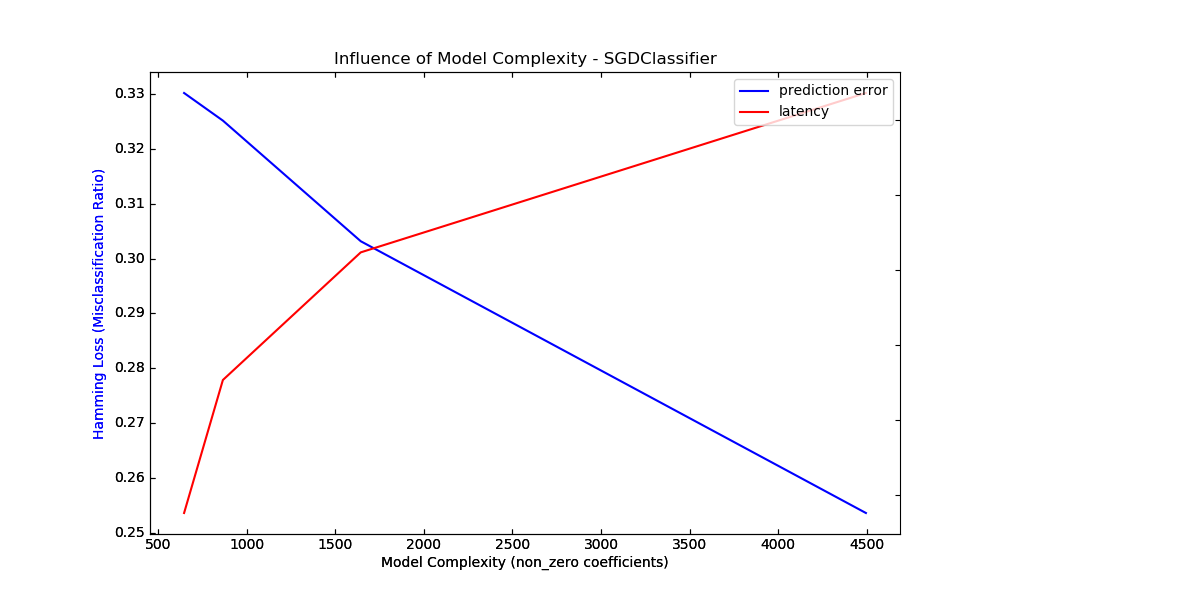 Influence of Model Complexity - SGDClassifier
prediction error
latency
Hamming Loss (Misclassification Ratio)
0.33
0.32
0.31
0.30
0.29
0.28
0.27
0.26
0.25
500 1000 1500 2000 2500 3000 3500 4000 4500
Model Complexity (non_zero coefficients)